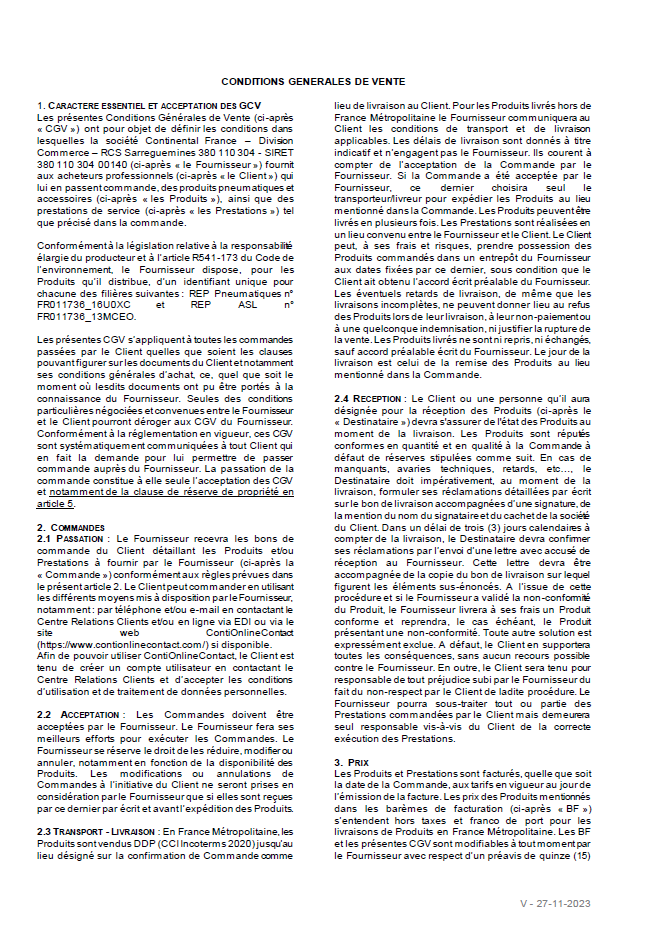 CONDITIONS GENERALES DE VENTE
1. CARACTERE ESSENTIEL ET ACCEPTATION DES GCV
Les présentes Conditions Générales de Vente (ci-après
« CGV ») ont pour objet de définir les conditions dans
lesquelles la société Continental France – Division
Commerce – RCS Sarreguemines 380 110 304 - SIRET
380 110 304 00140 (ci-après « le Fournisseur ») fournit
aux acheteurs professionnels (ci-après « le Client ») qui
lui en passent commande, des produits pneumatiques et
accessoires (ci-après « les Produits »), ainsi que des
prestations de service (ci-après « les Prestations ») tel
que précisé dans la commande.
Conformément à la législation relative à la responsabilité
élargie du producteur et à l'article R541-173 du Code de
l'environnement, le Fournisseur dispose, pour les
Produits qu'il distribue, d'un identifiant unique pour
chacune des filières suivantes : REP Pneumatiques n°
FR011736_16U0XC et REP ASL n°
FR011736_13MCEO.
Les présentes CGV s'appliquent à toutes les commandes
passées par le Client quelles que soient les clauses
pouvant figurer sur les documents du Client et notamment
ses conditions générales d'achat, ce, quel que soit le
moment où lesdits documents ont pu être portés à la
connaissance du Fournisseur. Seules des conditions
particulières négociées et convenues entre le Fournisseur
et le Client pourront déroger aux CGV du Fournisseur.
Conformément à la réglementation en vigueur, ces CGV
sont systématiquement communiquées à tout Client qui
en fait la demande pour lui permettre de passer
commande auprès du Fournisseur. La passation de la
commande constitue à elle seule l'acceptation des CGV
et notamment de la clause de réserve de propriété en
article 5.
2. COMMANDES
2.1 PASSATION : Le Fournisseur recevra les bons de
commande du Client détaillant les Produits et/ou
Prestations à fournir par le Fournisseur (ci-après la
« Commande ») conformément aux règles prévues dans
le présent article 2. Le Client peut commander en utilisant
les différents moyens mis à disposition par le Fournisseur,
notamment : par téléphone et/ou e-mail en contactant le
Centre Relations Clients et/ou en ligne via EDI ou via le
site web ContiOnlineContact
(https://www.contionlinecontact.com/) si disponible.
Afin de pouvoir utiliser ContiOnlineContact, le Client est
tenu de créer un compte utilisateur en contactant le
Centre Relations Clients et d'accepter les conditions
d'utilisation et de traitement de données personnelles.
2.2 ACCEPTATION : Les Commandes doivent être
acceptées par le Fournisseur. Le Fournisseur fera ses
meilleurs efforts pour exécuter les Commandes. Le
Fournisseur se réserve le droit de les réduire, modifier ou
annuler, notamment en fonction de la disponibilité des
Produits. Les modifications ou annulations de
Commandes à l'initiative du Client ne seront prises en
considération par le Fournisseur que si elles sont reçues
par ce dernier par écrit et avant l'expédition des Produits.
2.3 TRANSPORT - LIVRAISON : En France Métropolitaine, les
Produits sont vendus DDP (CCI Incoterms 2020) jusqu'au
lieu désigné sur la confirmation de Commande comme
lieu de livraison au Client. Pour les Produits livrés hors de
France Métropolitaine le Fournisseur communiquera au
Client les conditions de transport et de livraison
applicables. Les délais de livraison sont donnés à titre
indicatif et n'engagent pas le Fournisseur. Ils courent à
compter de l'acceptation de la Commande par le
Fournisseur. Si la Commande a été acceptée par le
Fournisseur, ce dernier choisira seul le
transporteur/livreur pour expédier les Produits au lieu
mentionné dans la Commande. Les Produits peuvent être
livrés en plusieurs fois. Les Prestations sont réalisées en
un lieu convenu entre le Fournisseur et le Client. Le Client
peut, à ses frais et risques, prendre possession des
Produits commandés dans un entrepôt du Fournisseur
aux dates fixées par ce dernier, sous condition que le
Client ait obtenu l'accord écrit préalable du Fournisseur.
Les éventuels retards de livraison, de même que les
livraisons incomplètes, ne peuvent donner lieu au refus
des Produits lors de leur livraison, à leur non-paiement ou
à une quelconque indemnisation, ni justifier la rupture de
la vente. Les Produits livrés ne sont ni repris, ni échangés,
sauf accord préalable écrit du Fournisseur. Le jour de la
livraison est celui de la remise des Produits au lieu
mentionné dans la Commande.
2.4 RECEPTION : Le Client ou une personne qu'il aura
désignée pour la réception des Produits (ci-après le
« Destinataire ») devra s'assurer de l'état des Produits au
moment de la livraison. Les Produits sont réputés
conformes en quantité et en qualité à la Commande à
défaut de réserves stipulées comme suit. En cas de
manquants, avaries techniques, retards, etc…, le
Destinataire doit impérativement, au moment de la
livraison, formuler ses réclamations détaillées par écrit
sur le bon de livraison accompagnées d'une signature, de
la mention du nom du signataire et du cachet de la société
du Client. Dans un délai de trois (3) jours calendaires à
compter de la livraison, le Destinataire devra confirmer
ses réclamations par l'envoi d'une lettre avec accusé de
réception au Fournisseur. Cette lettre devra être
accompagnée de la copie du bon de livraison sur lequel
figurent les éléments sus-énoncés. A l'issue de cette
procédure et si le Fournisseur a validé la non-conformité
du Produit, le Fournisseur livrera à ses frais un Produit
conforme et reprendra, le cas échéant, le Produit
présentant une non-conformité. Toute autre solution est
expressément exclue. A défaut, le Client en supportera
toutes les conséquences, sans aucun recours possible
contre le Fournisseur. En outre, le Client sera tenu pour
responsable de tout préjudice subi par le Fournisseur du
fait du non-respect par le Client de ladite procédure. Le
Fournisseur pourra sous-traiter tout ou partie des
Prestations commandées par le Client mais demeurera
seul responsable vis-à-vis du Client de la correcte
exécution des Prestations.
3. PRIX
Les Produits et Prestations sont facturés, quelle que soit
la date de la Commande, aux tarifs en vigueur au jour de
l'émission de la facture. Les prix des Produits mentionnés
dans les barèmes de facturation (ci-après « BF »)
s'entendent hors taxes et franco de port pour les
livraisons de Produits en France Métropolitaine. Les BF
et les présentes CGV sont modifiables à tout moment par
le Fournisseur avec respect d'un préavis de quinze (15)
V - 27-11-2023